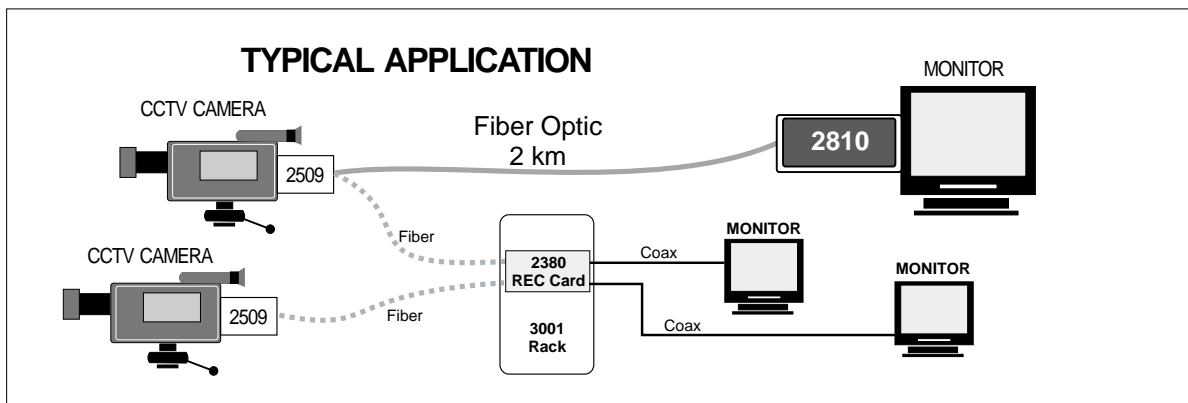 TYPICAL APPLICATION
MONITOR
CCTV CAMERA
Fiber Optic
2 km
2810
2509
Fiber
MONITOR
Coax
CCTV CAMERA
2380
REC Card
MONITOR
2509
Fiber
Coax
3001
Rack